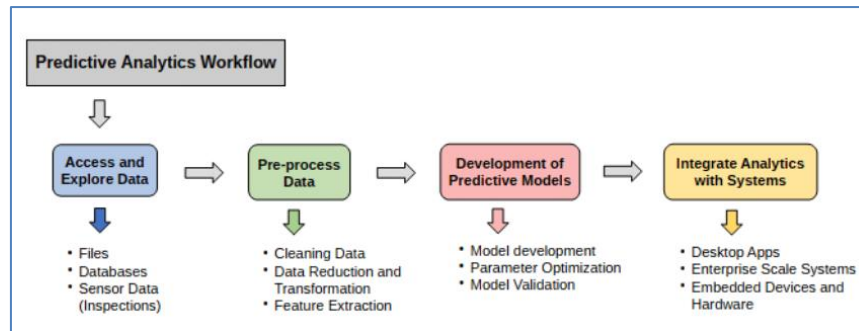 Predictive Analytics Workflow
Access and
Explore Data
Pre-process
Data
Development of
Predictive Models
Integrate Analytics
with Systems
• Files
• Databases
• Sensor Data
(Inspections)
• Cleaning Data
• Data Reduction and
Transformation
• Feature Extraction
• Model development
• Parameter Optimization
• Model Validation
• Desktop Apps
• Enterprise Scale Systems
• Embedded Devices and
Hardware